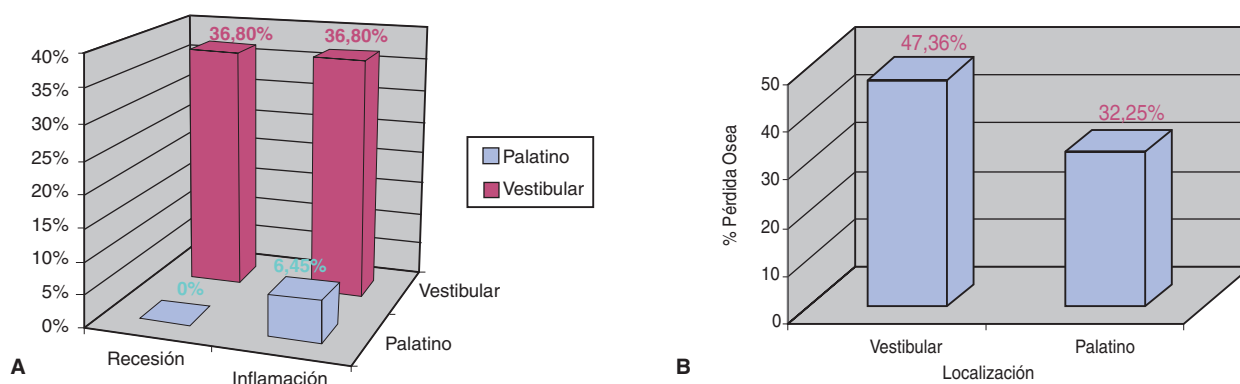 36,80%
36,80%
40%
35%
30%
25%
20%
15%
10%
5%
0%
0%
6,45%
Vestibular
Palatino
Recesión
Inflamación
Palatino
Vestibular
A
47,36%
32,25%
% Pérdida Osea
50
40
30
20
10
0
Vestibular
Palatino
Localización
B